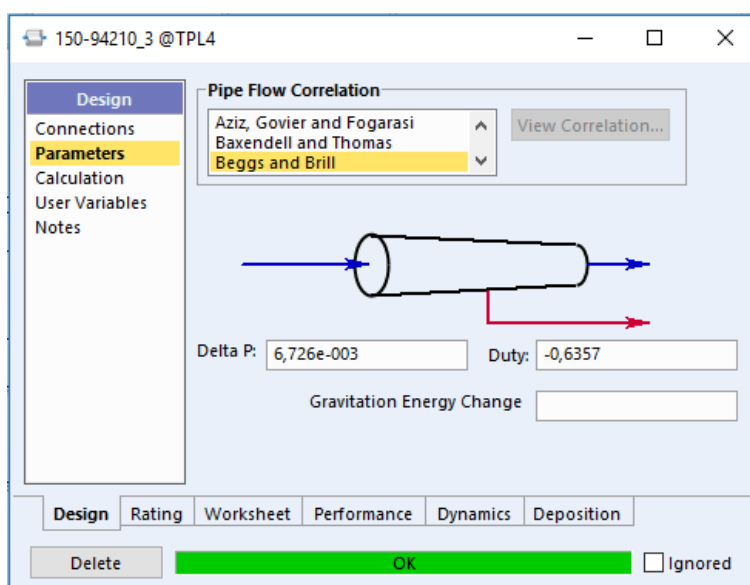 150-94210_3 @TPL4
Design
Connections
Parameters
Calculation
User Variables
Notes
Pipe Flow Correlation
Aziz, Govier and Fogarasi
Baxendell and Thomas
Beggs and Brill
View Correlation...
Delta P: 6,726e-003 Duty: -0,6357
Gravitation Energy Change
Design Rating Worksheet Performance Dynamics Deposition
Delete OK Ignored